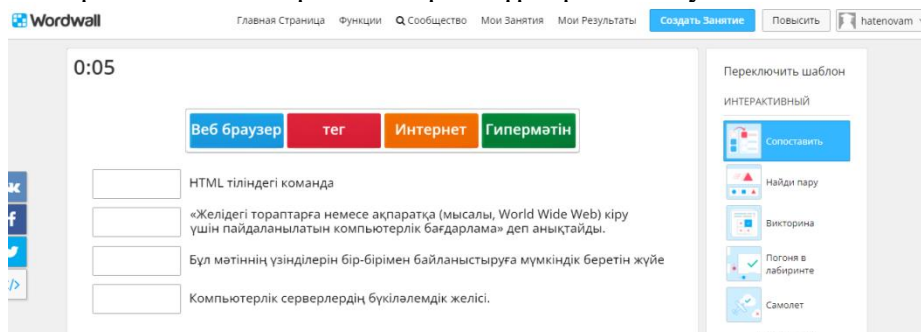 Wordwall
Главная Страница Функции Сообщество Мои Занятия Мои Результаты Создать Занятие Повысить hatenovam
0:05
Переключить шаблон
ИНТЕРАКТИВНЫЙ
Веб браузер тег Интернет Гипермәтін
Сопоставить
HTML тіліндегі команда
Найди пару
«Желідегі тораптарға немесе ақпаратқа (мысалы, World Wide Web) кіру
үшін пайдаланылатын компьютерлік бағдарлама» деп анықтайды.
Викторина
Бұл мәтіннің үзінділерін бір-бірімен байланыстыруға мүмкіндік беретін жүйе
Погоня в
лабиринте
Компьютерлік серверлердің бүкіләлемдік желісі.
Самолет